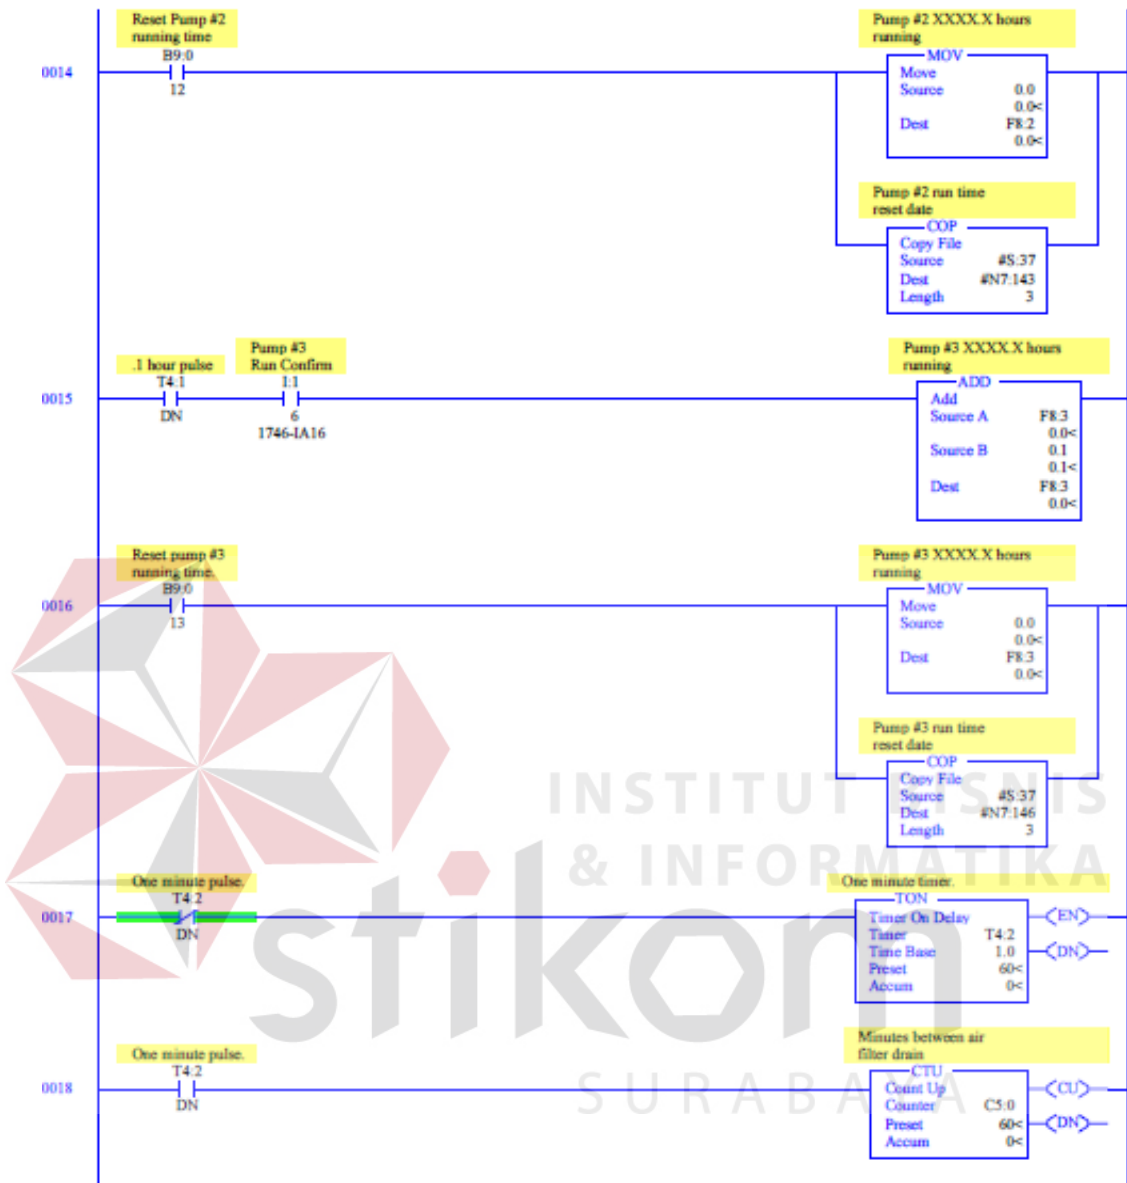 Reset Pump #2
running time
B9:0
12
0014
Pump #2 XXXX.X hours
running
MOV
Move
Source 0.0
0.0<
Dest F8:2
0.0<
Pump #2 run time
reset date
COP
Copy File
Source #S:37
Dest #N7:143
Length 3
.1 hour pulse
T4:1
DN
Pump #3
Run Confirm
I:1
6
1746-IA16
0015
Pump #3 XXXX.X hours
running
ADD
Add
Source A F8:3
0.0<
Source B 0.1
0.1<
Dest F8:3
0.0<
Reset pump #3
running time.
B9:0
13
0016
Pump #3 XXXX.X hours
running
MOV
Move
Source 0.0
0.0<
Dest F8:3
0.0<
Pump #3 run time
reset date
COP
Copy File
Source #S:37
Dest #N7:146
Length 3
INSTITUT BISNIS
& INFORMATIKA
stikom
SURABAYA
One minute pulse.
T4:2
DN
0017
One minute timer.
TON
Timer On Delay
Timer T4:2
Time Base 1.0
Preset 60<
Accum 0<
EN
DN
One minute pulse.
T4:2
DN
0018
Minutes between air
filter drain
CTU
Count Up
Counter C5:0
Preset 60<
Accum 0<
CU
DN